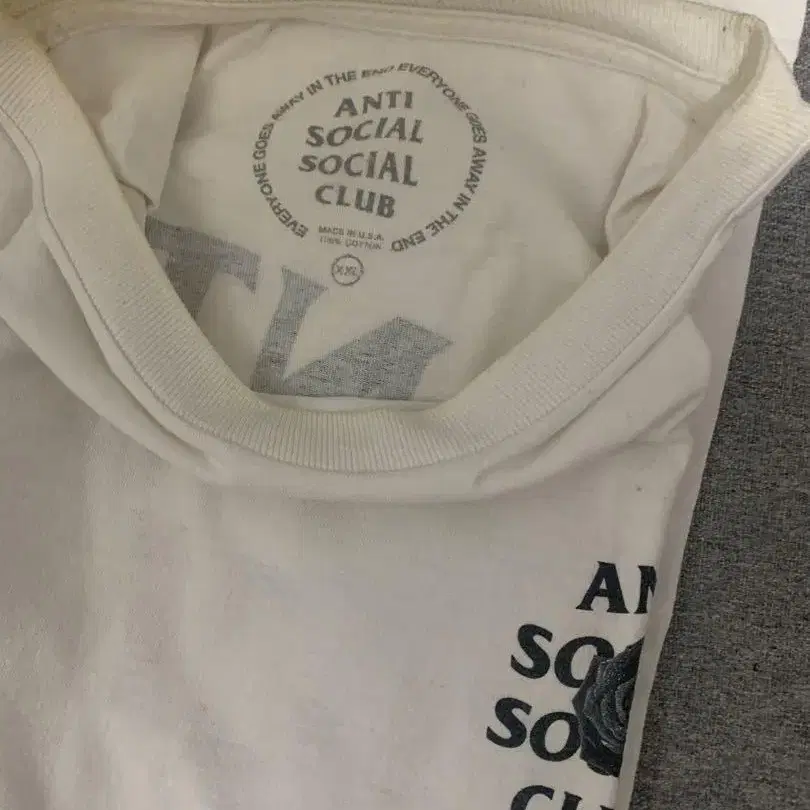 EVERYONE GOES AWAY IN THE END EVERYONE GOES AWAY IN THE END
ANTI
SOCIAL
SOCIAL
CLUB
MADE IN U.S.A.
100% COTTON
XXL
AN
SO
SO
CL